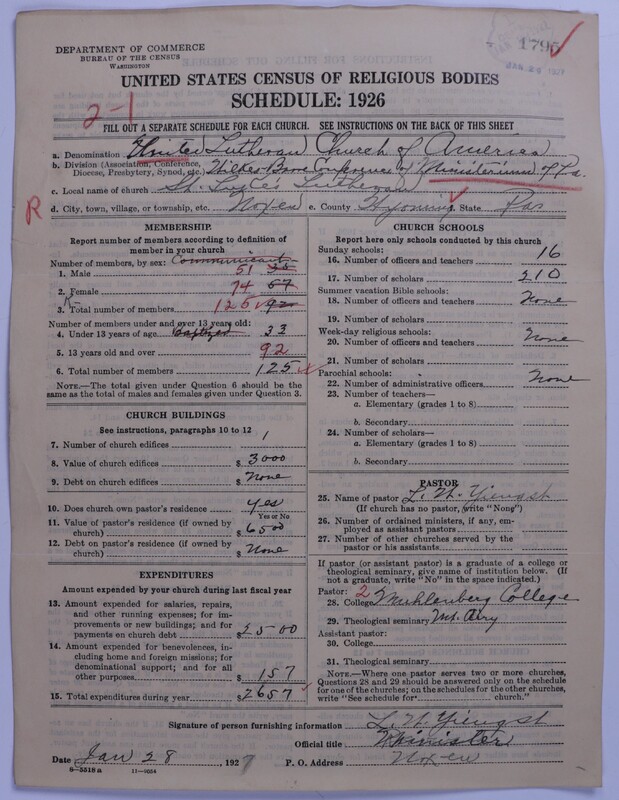 DEPARTMENT OF COMMERCE
BUREAU OF THE CENSUS
WASHINGTON
1795
UNITED STATES CENSUS OF RELIGIOUS BODIES
SCHEDULE: 1926
2-1
FILL OUT A SEPARATE SCHEDULE FOR EACH CHURCH. SEE INSTRUCTIONS ON THE BACK OF THIS SHEET
a. Denomination United Lutheran Church of America
b. Division (Association, Conference, Diocese, Presbytery, Synod, etc.) Wilkes-Barre Conference of Ministerium of Pa.
c. Local name of church St. Luke's Lutheran
R
d. City, town, village, or township, etc. Noxen e. County Wyoming f. State Pa
MEMBERSHIP
Report number of members according to definition of member in your church
Number of members, by sex: Communicant
1. Male 51
2. Female 74 57
3. Total number of members 125 92
Number of members under and over 13 years old:
4. Under 13 years of age Baptized 33
5. 13 years old and over 92
6. Total number of members 125
NOTE.—The total given under Question 6 should be the same as the total of males and females given under Question 3.
CHURCH BUILDINGS
See instructions, paragraphs 10 to 12
7. Number of church edifices 1
8. Value of church edifices $ 3000
9. Debt on church edifices $ None
10. Does church own pastor's residence yes
Yes or No
11. Value of pastor's residence (if owned by church) $ 6500
12. Debt on pastor's residence (if owned by church) $ None
EXPENDITURES
Amount expended by your church during last fiscal year
13. Amount expended for salaries, repairs, and other running expenses; for improvements or new buildings; and for payments on church debt $ 2500
14. Amount expended for benevolences, including home and foreign missions; for denominational support; and for all other purposes $ 157
15. Total expenditures during year $ 2657
CHURCH SCHOOLS
Report here only schools conducted by this church
Sunday schools:
16. Number of officers and teachers 16
17. Number of scholars 210
Summer vacation Bible schools:
18. Number of officers and teachers None
19. Number of scholars
Week-day religious schools:
20. Number of officers and teachers None
21. Number of scholars
Parochial schools:
22. Number of administrative officers None
23. Number of teachers—
a. Elementary (grades 1 to 8)
b. Secondary
24. Number of scholars—
a. Elementary (grades 1 to 8)
b. Secondary
PASTOR
25. Name of pastor L. N. Yiengst
(If church has no pastor, write "None")
26. Number of ordained ministers, if any, employed as assistant pastors
27. Number of other churches served by the pastor or his assistants
If pastor (or assistant pastor) is a graduate of a college or theological seminary, give name of institution below. (If not a graduate, write "No" in the space indicated.)
Pastor: 2
28. College Muhlenberg College
29. Theological seminary Mt. Airy
Assistant pastor:
30. College
31. Theological seminary
NOTE.—Where one pastor serves two or more churches, Questions 28 and 29 should be answered only on the schedule for one of the churches; on the schedules for the other churches, write "See schedule for church."
Signature of person furnishing information L. N. Yiengst
Official title Minister
Date Jan 28 1927 P. O. Address Noxen
8—5518 a 11—9054